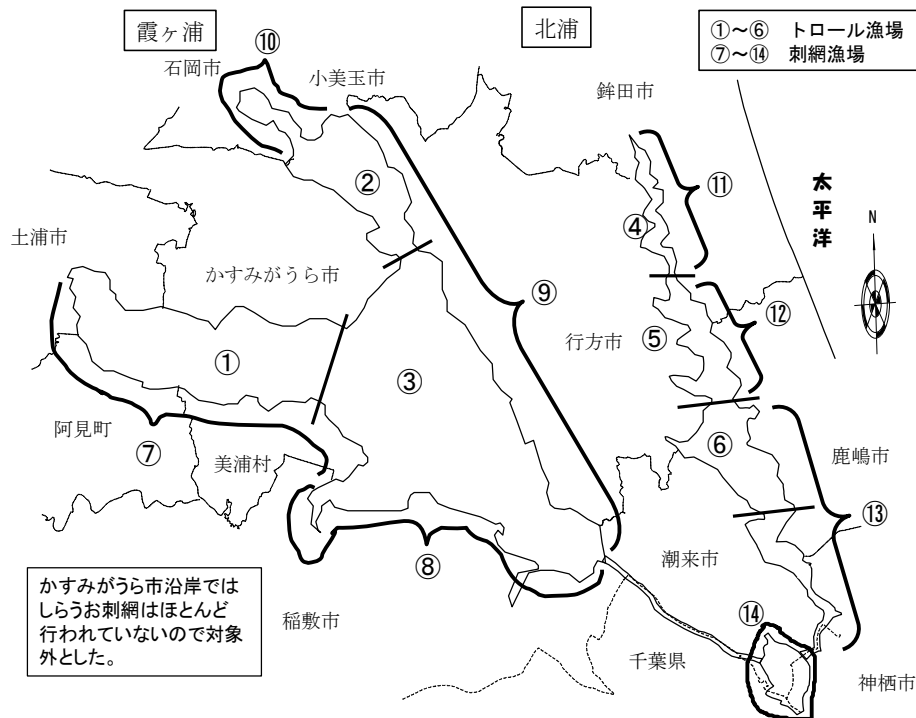 霞ヶ浦
北浦
①～⑥ トロール漁場
⑦～⑭ 刺網漁場
⑩
石岡市
小美玉市
鉾田市
②
⑪
太平洋
N
④
土浦市
かすみがうら市
⑨
⑫
行方市
⑤
①
③
阿見町
⑦
美浦村
⑥
鹿嶋市
⑬
潮来市
⑧
かすみがうら市沿岸では
しらうお刺網はほとんど
行われていないので対象
外とした。
稲敷市
⑭
千葉県
神栖市